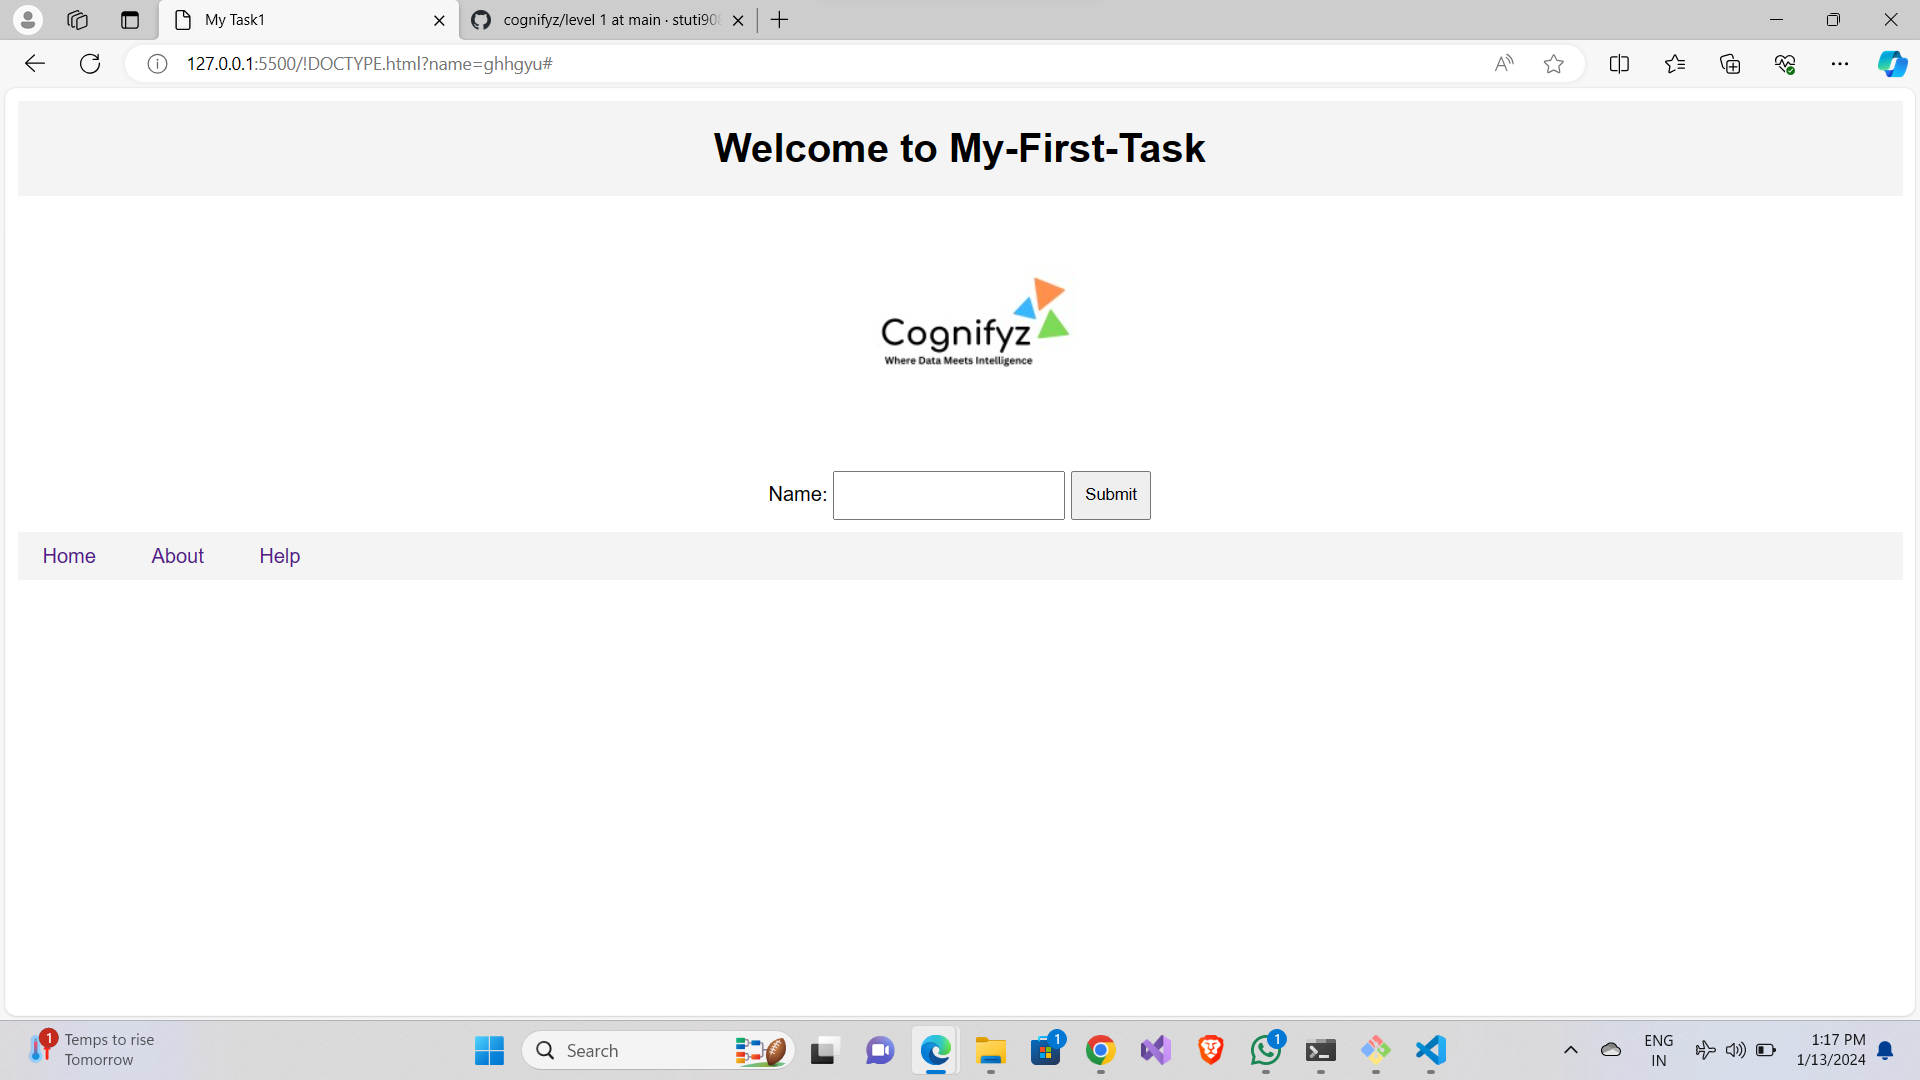 My Task1
cognifyz/level 1 at main · stuti908
127.0.0.1:5500/!DOCTYPE.html?name=ghhgyu#
Welcome to My-First-Task
Cognifyz
Where Data Meets Intelligence
Name:
Submit
Home About Help
1
Temps to rise
Tomorrow
Search
1
1
ENG
IN
1:17 PM
1/13/2024